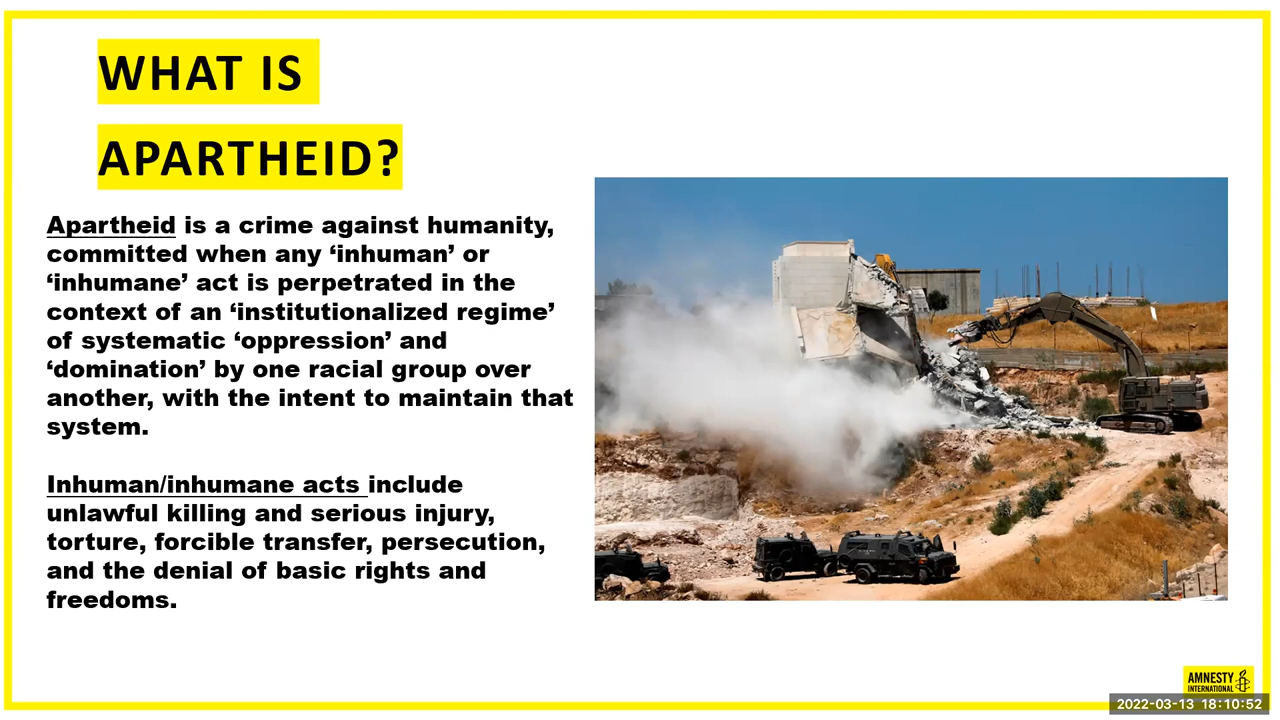 WHAT IS
APARTHEID?
Apartheid is a crime against humanity,
committed when any ‘inhuman’ or
‘inhumane’ act is perpetrated in the
context of an ‘institutionalized regime’
of systematic ‘oppression’ and
‘domination’ by one racial group over
another, with the intent to maintain that
system.
Inhuman/inhumane acts include
unlawful killing and serious injury,
torture, forcible transfer, persecution,
and the denial of basic rights and
freedoms.
AMNESTY
INTERNATIONAL
2022-03-13 18:10:52